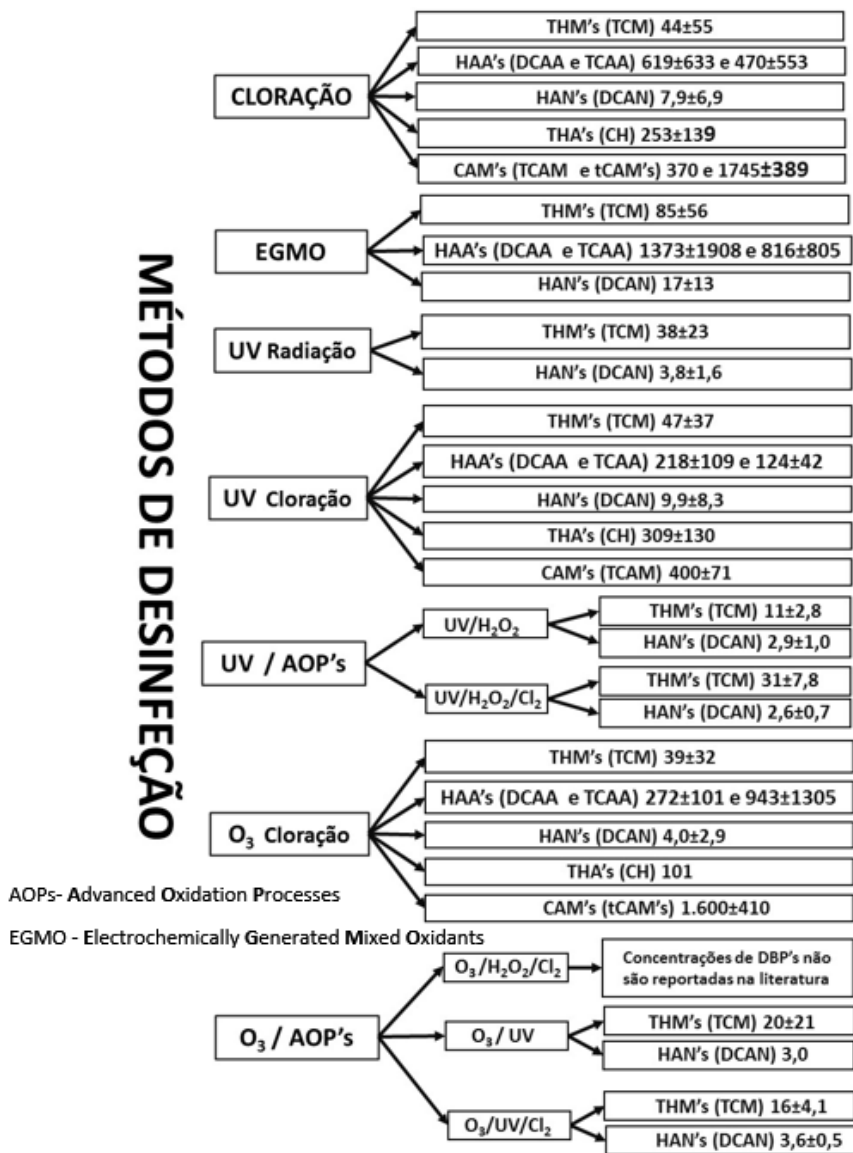 MÉTODOS DE DESINFEÇÃO
CLORAÇÃO
THM's (TCM) 44±55
HAA's (DCAA e TCAA) 619±633 e 470±553
HAN's (DCAN) 7,9±6,9
THA's (CH) 253±139
CAM's (TCAM e tCAM's) 370 e 1745±389
EGMO
THM's (TCM) 85±56
HAA's (DCAA e TCAA) 1373±1908 e 816±805
HAN's (DCAN) 17±13
UV Radiação
THM's (TCM) 38±23
HAN's (DCAN) 3,8±1,6
UV Cloração
THM's (TCM) 47±37
HAA's (DCAA e TCAA) 218±109 e 124±42
HAN's (DCAN) 9,9±8,3
THA's (CH) 309±130
CAM's (TCAM) 400±71
UV / AOP's
UV/H₂O₂
THM's (TCM) 11±2,8
HAN's (DCAN) 2,9±1,0
UV/H₂O₂/Cl₂
THM's (TCM) 31±7,8
HAN's (DCAN) 2,6±0,7
O₃ Cloração
THM's (TCM) 39±32
HAA's (DCAA e TCAA) 272±101 e 943±1305
HAN's (DCAN) 4,0±2,9
THA's (CH) 101
CAM's (tCAM's) 1.600±410
AOPs- Advanced Oxidation Processes
EGMO - Electrochemically Generated Mixed Oxidants
O₃ / AOP's
O₃/H₂O₂/Cl₂
Concentrações de DBP's não
são reportadas na literatura
O₃/ UV
THM's (TCM) 20±21
HAN's (DCAN) 3,0
O₃/UV/Cl₂
THM's (TCM) 16±4,1
HAN's (DCAN) 3,6±0,5